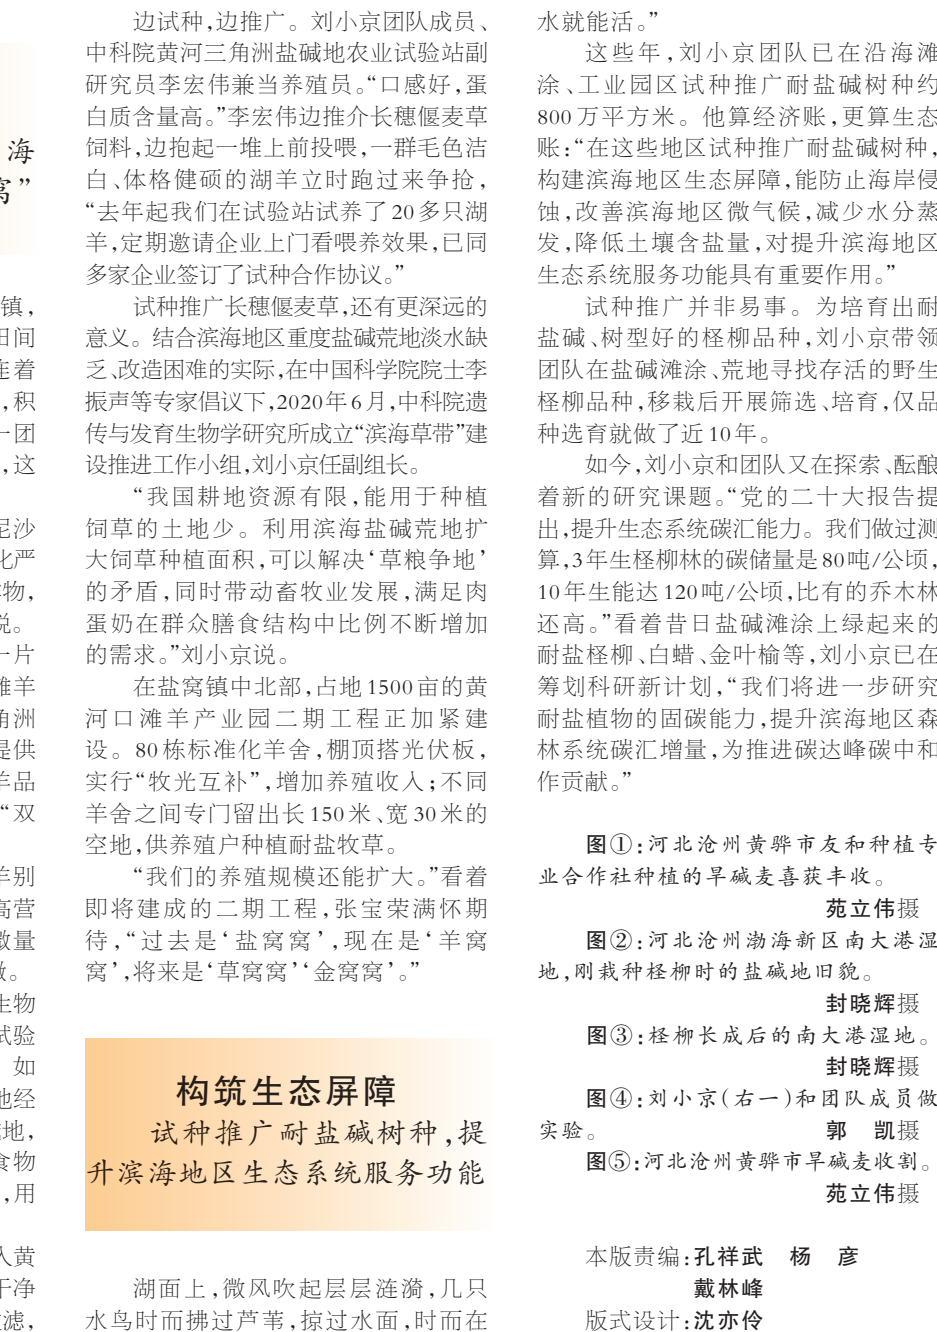 海
窝”
镇，
田间
连着
，积
一团
，这
尼沙
化严
物，
说。
一片
滩羊
角洲
提供
羊品
“双
羊别
高营
微量
生物
试验
如
地经
地，
食物
，用
入黄
干净
滤，
边试种，边推广。刘小京团队成员、
中科院黄河三角洲盐碱地农业试验站副
研究员李宏伟兼当养殖员。“口感好，蛋
白质含量高。”李宏伟边推介长穗偃麦草
饲料，边抱起一堆上前投喂，一群毛色洁
白、体格健硕的湖羊立时跑过来争抢，
“去年起我们在试验站试养了20多只湖
羊，定期邀请企业上门看喂养效果，已同
多家企业签订了试种合作协议。”
试种推广长穗偃麦草，还有更深远的
意义。结合滨海地区重度盐碱荒地淡水缺
乏、改造困难的实际，在中国科学院院士李
振声等专家倡议下，2020年6月，中科院遗
传与发育生物学研究所成立“滨海草带”建
设推进工作小组，刘小京任副组长。
“我国耕地资源有限，能用于种植
饲草的土地少。利用滨海盐碱荒地扩
大饲草种植面积，可以解决‘草粮争地’
的矛盾，同时带动畜牧业发展，满足肉
蛋奶在群众膳食结构中比例不断增加
的需求。”刘小京说。
在盐窝镇中北部，占地1500亩的黄
河口滩羊产业园二期工程正加紧建
设。80栋标准化羊舍，棚顶搭光伏板，
实行“牧光互补”，增加养殖收入；不同
羊舍之间专门留出长150米、宽30米的
空地，供养殖户种植耐盐牧草。
“我们的养殖规模还能扩大。”看着
即将建成的二期工程，张宝荣满怀期
待，“过去是‘盐窝窝’，现在是‘羊窝
窝’，将来是‘草窝窝’‘金窝窝’。”
构筑生态屏障
试种推广耐盐碱树种，提
升滨海地区生态系统服务功能
湖面上，微风吹起层层涟漪，几只
水鸟时而拂过芦苇，掠过水面，时而在
水就能活。”
这些年，刘小京团队已在沿海滩
涂、工业园区试种推广耐盐碱树种约
800万平方米。他算经济账，更算生态
账：“在这些地区试种推广耐盐碱树种，
构建滨海地区生态屏障，能防止海岸侵
蚀，改善滨海地区微气候，减少水分蒸
发，降低土壤含盐量，对提升滨海地区
生态系统服务功能具有重要作用。”
试种推广并非易事。为培育出耐
盐碱、树型好的柽柳品种，刘小京带领
团队在盐碱滩涂、荒地寻找存活的野生
柽柳品种，移栽后开展筛选、培育，仅品
种选育就做了近10年。
如今，刘小京和团队又在探索、酝酿
着新的研究课题。“党的二十大报告提
出，提升生态系统碳汇能力。我们做过测
算，3年生柽柳林的碳储量是80吨/公顷，
10年生能达120吨/公顷，比有的乔木林
还高。”看着昔日盐碱滩涂上绿起来的
耐盐柽柳、白蜡、金叶榆等，刘小京已在
筹划科研新计划，“我们将进一步研究
耐盐植物的固碳能力，提升滨海地区森
林系统碳汇增量，为推进碳达峰碳中和
作贡献。”
图①：河北沧州黄骅市友和种植专
业合作社种植的旱碱麦喜获丰收。
苑立伟摄
图②：河北沧州渤海新区南大港湿
地，刚栽种柽柳时的盐碱地旧貌。
封晓辉摄
图③：柽柳长成后的南大港湿地。
封晓辉摄
图④：刘小京（右一）和团队成员做
实验。 郭 凯摄
图⑤：河北沧州黄骅市旱碱麦收割。
苑立伟摄
本版责编：孔祥武 杨 彦
戴林峰
版式设计：沈亦伶